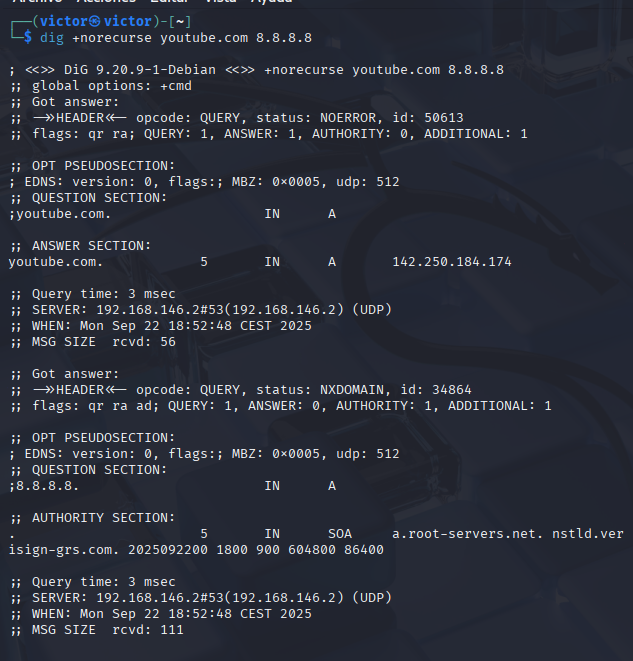 Archivo Acciones Editar Vista Ayuda
┌──(victor㉿victor)-[~]
└─$ dig +norecurse youtube.com 8.8.8.8
; <<>> DiG 9.20.9-1-Debian <<>> +norecurse youtube.com 8.8.8.8
;; global options: +cmd
;; Got answer:
;; ->>HEADER<<- opcode: QUERY, status: NOERROR, id: 50613
;; flags: qr ra; QUERY: 1, ANSWER: 1, AUTHORITY: 0, ADDITIONAL: 1
;; OPT PSEUDOSECTION:
; EDNS: version: 0, flags:; MBZ: 0x0005, udp: 512
;; QUESTION SECTION:
;youtube.com. IN A
;; ANSWER SECTION:
youtube.com. 5 IN A 142.250.184.174
;; Query time: 3 msec
;; SERVER: 192.168.146.2#53(192.168.146.2) (UDP)
;; WHEN: Mon Sep 22 18:52:48 CEST 2025
;; MSG SIZE rcvd: 56
;; Got answer:
;; ->>HEADER<<- opcode: QUERY, status: NXDOMAIN, id: 34864
;; flags: qr ra ad; QUERY: 1, ANSWER: 0, AUTHORITY: 1, ADDITIONAL: 1
;; OPT PSEUDOSECTION:
; EDNS: version: 0, flags:; MBZ: 0x0005, udp: 512
;; QUESTION SECTION:
;8.8.8.8. IN A
;; AUTHORITY SECTION:
. 5 IN SOA a.root-servers.net. nstld.ver
isign-grs.com. 2025092200 1800 900 604800 86400
;; Query time: 3 msec
;; SERVER: 192.168.146.2#53(192.168.146.2) (UDP)
;; WHEN: Mon Sep 22 18:52:48 CEST 2025
;; MSG SIZE rcvd: 111